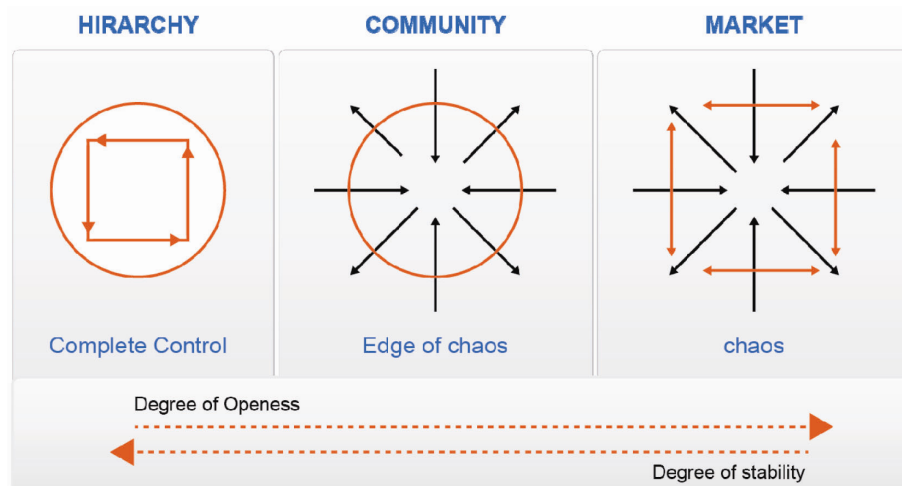 HIRARCHY
COMMUNITY
MARKET
Complete Control
Edge of chaos
chaos
Degree of Openess
Degree of stability